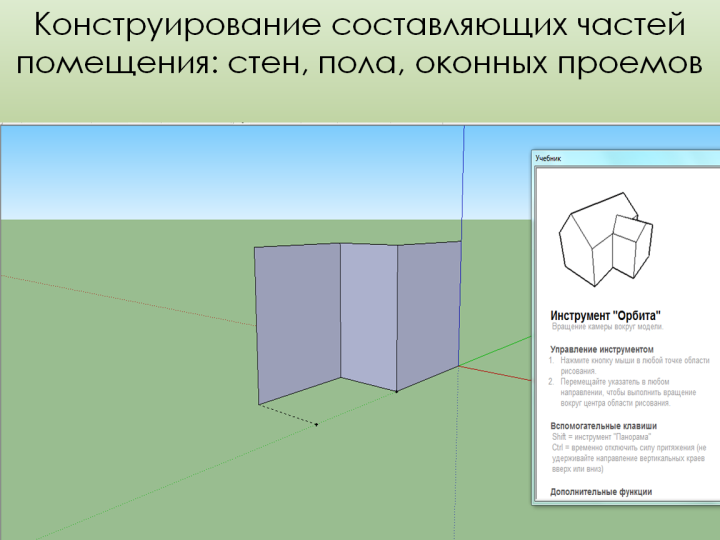 Конструирование составляющих частей
помещения: стен, пола, оконных проемов
Учебник
Инструмент "Орбита"
Вращение камеры вокруг модели.
Управление инструментом
1. Нажмите кнопку мыши в любой точке области
рисования.
2. Перемещайте указатель в любом
направлении, чтобы выполнить вращение
вокруг центра области рисования.
Вспомогательные клавиши
Shift = инструмент "Панорама"
Ctrl = временно отключить силу притяжения (не
удерживайте направление вертикальных краев
вверх или вниз)
Дополнительные функции